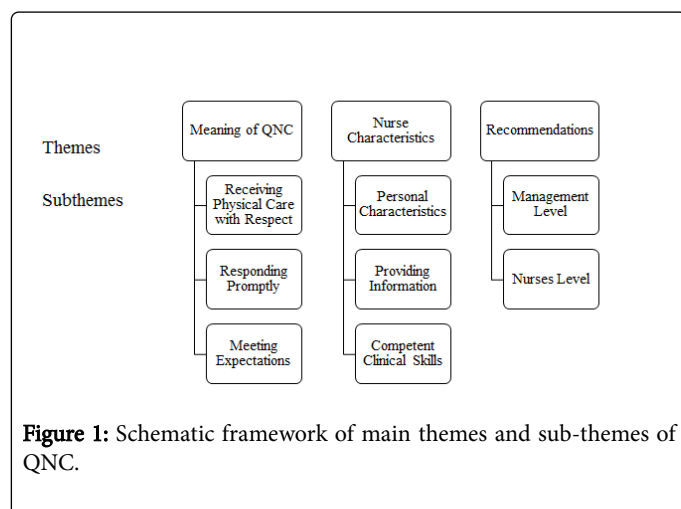 Themes
Meaning of QNC
Nurse
Characteristics
Recommendations
Subthemes
Receiving
Physical Care
with Respect
Personal
Characteristics
Management
Level
Responding
Promptly
Providing
Information
Nurses Level
Meeting
Expectations
Competent
Clinical Skills
Figure 1: Schematic framework of main themes and sub-themes of
QNC.